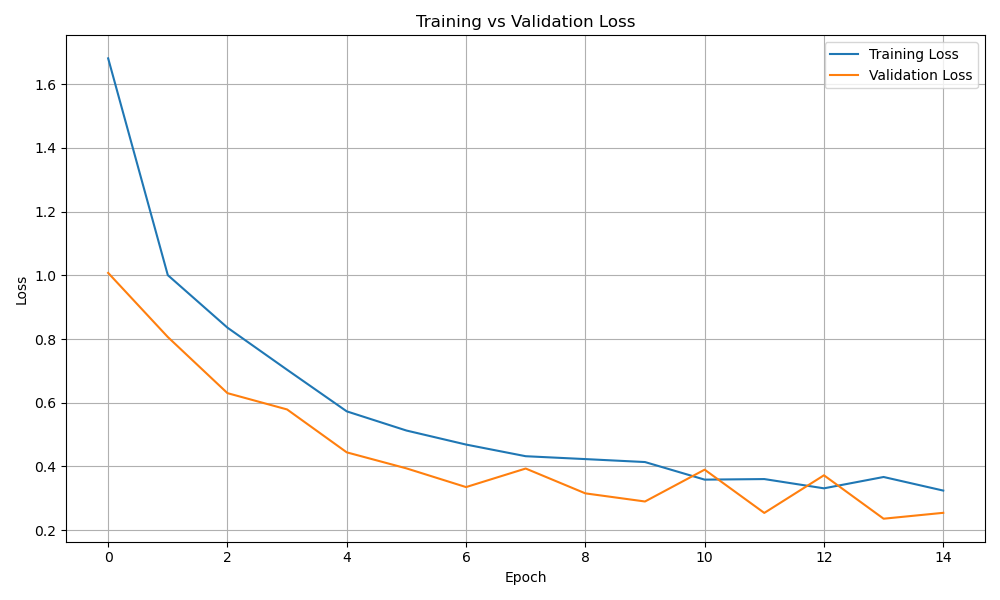 Training vs Validation Loss
Training Loss
Validation Loss
1.6
1.4
1.2
1.0
0.8
0.6
0.4
0.2
Loss
0 2 4 6 8 10 12 14
Epoch